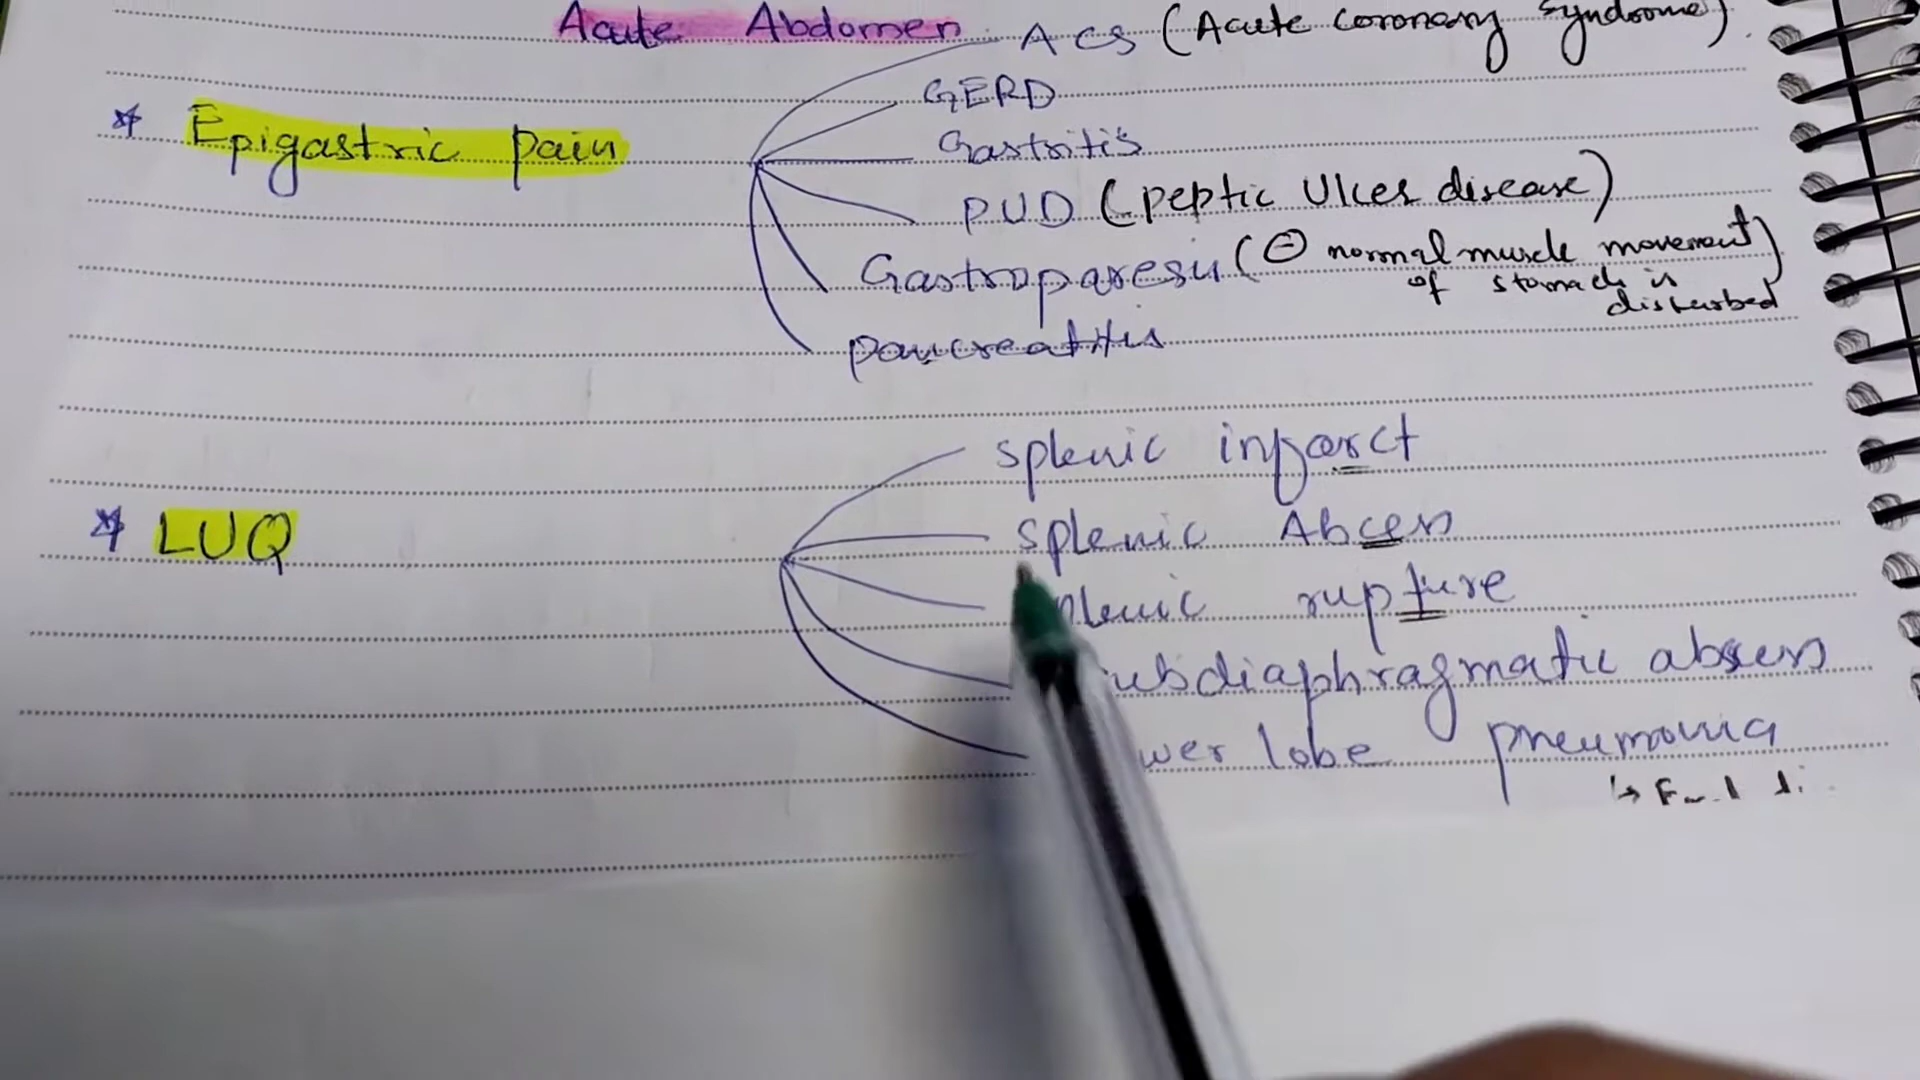 Acute Abdomen
ACS (Acute coronary syndrome)
GERD
* Epigastric pain
Gastritis
PUD (peptic Ulcer disease)
Gastroparesis (⊖ normal muscle movement
of stomach is
disturbed)
pancreatitis
splenic infarct
* LUQ
splenic Abcess
plenic rupture
ubdiaphragmatic abscess
wer lobe pneumonia